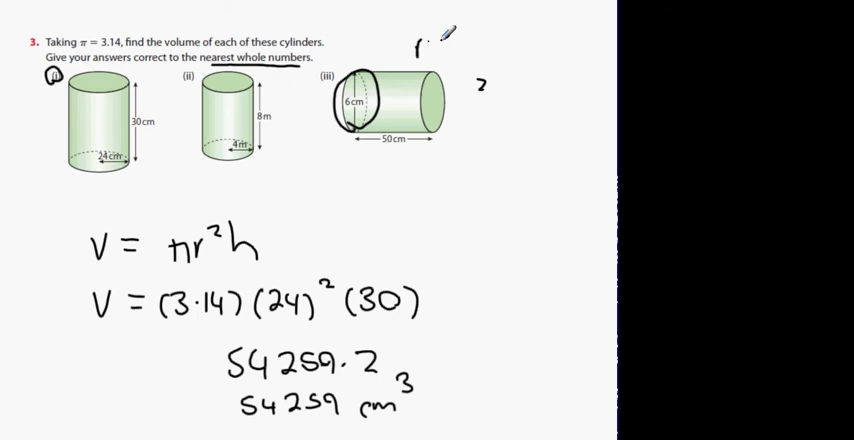 3. Taking π = 3.14, find the volume of each of these cylinders.
Give your answers correct to the nearest whole numbers.
(i) (ii) (iii)
30cm
24cm
8m
4m
6cm
50cm
r
2
V = πr²h
V = (3·14) (24)² (30)
54259·2
54259 cm³